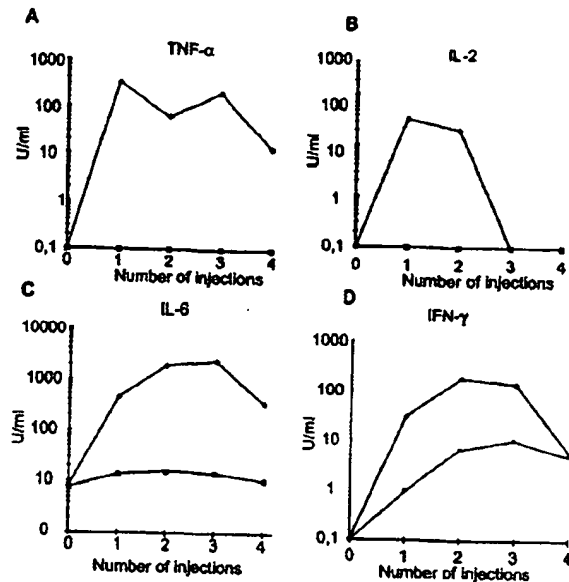 A
TNF-α
1000
100
10
1
0,1
U/ml
0 1 2 3 4
Number of injections
B
IL-2
1000
100
10
1
0,1
U/ml
0 1 2 3 4
Number of injections
C
IL-6
10000
1000
100
10
0
U/ml
0 1 2 3 4
Number of injections
D
IFN-γ
1000
100
10
1
0,1
U/ml
0 1 2 3 4
Number of injections